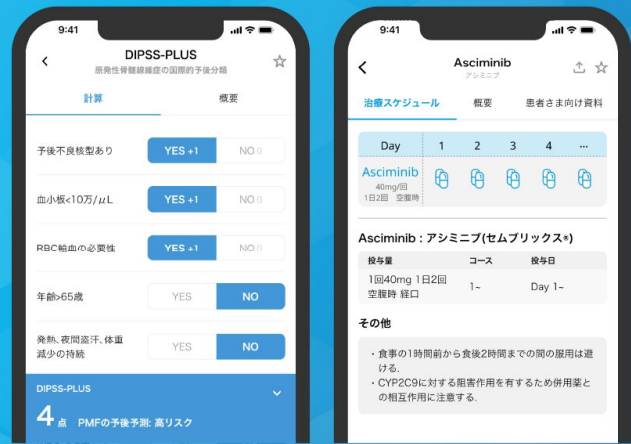 9:41
DIPSS-PLUS
原発性骨髄線維症の国際的予後分類
計算 概要
予後不良核型あり YES +1 NO 0
血小板<10万/μL YES +1 NO 0
RBC輸血の必要性 YES +1 NO 0
年齢>65歳 YES NO
発熱、夜間盗汗、体重
減少の持続 YES NO
DIPSS-PLUS
4点 PMFの予後予測: 高リスク
9:41
Asciminib
アシミニブ
治療スケジュール 概要 患者さま向け資料
Day 1 2 3 4 ...
Asciminib
40mg/回
1日2回 空腹時
Asciminib : アシミニブ(セムブリックス®)
投与量 コース 投与日
1回40mg 1日2回
空腹時 経口 1~ Day 1~
その他
・食事の1時間前から食後2時間までの間の服用は避
ける.
・CYP2C9に対する阻害作用を有するため併用薬と
の相互作用に注意する.